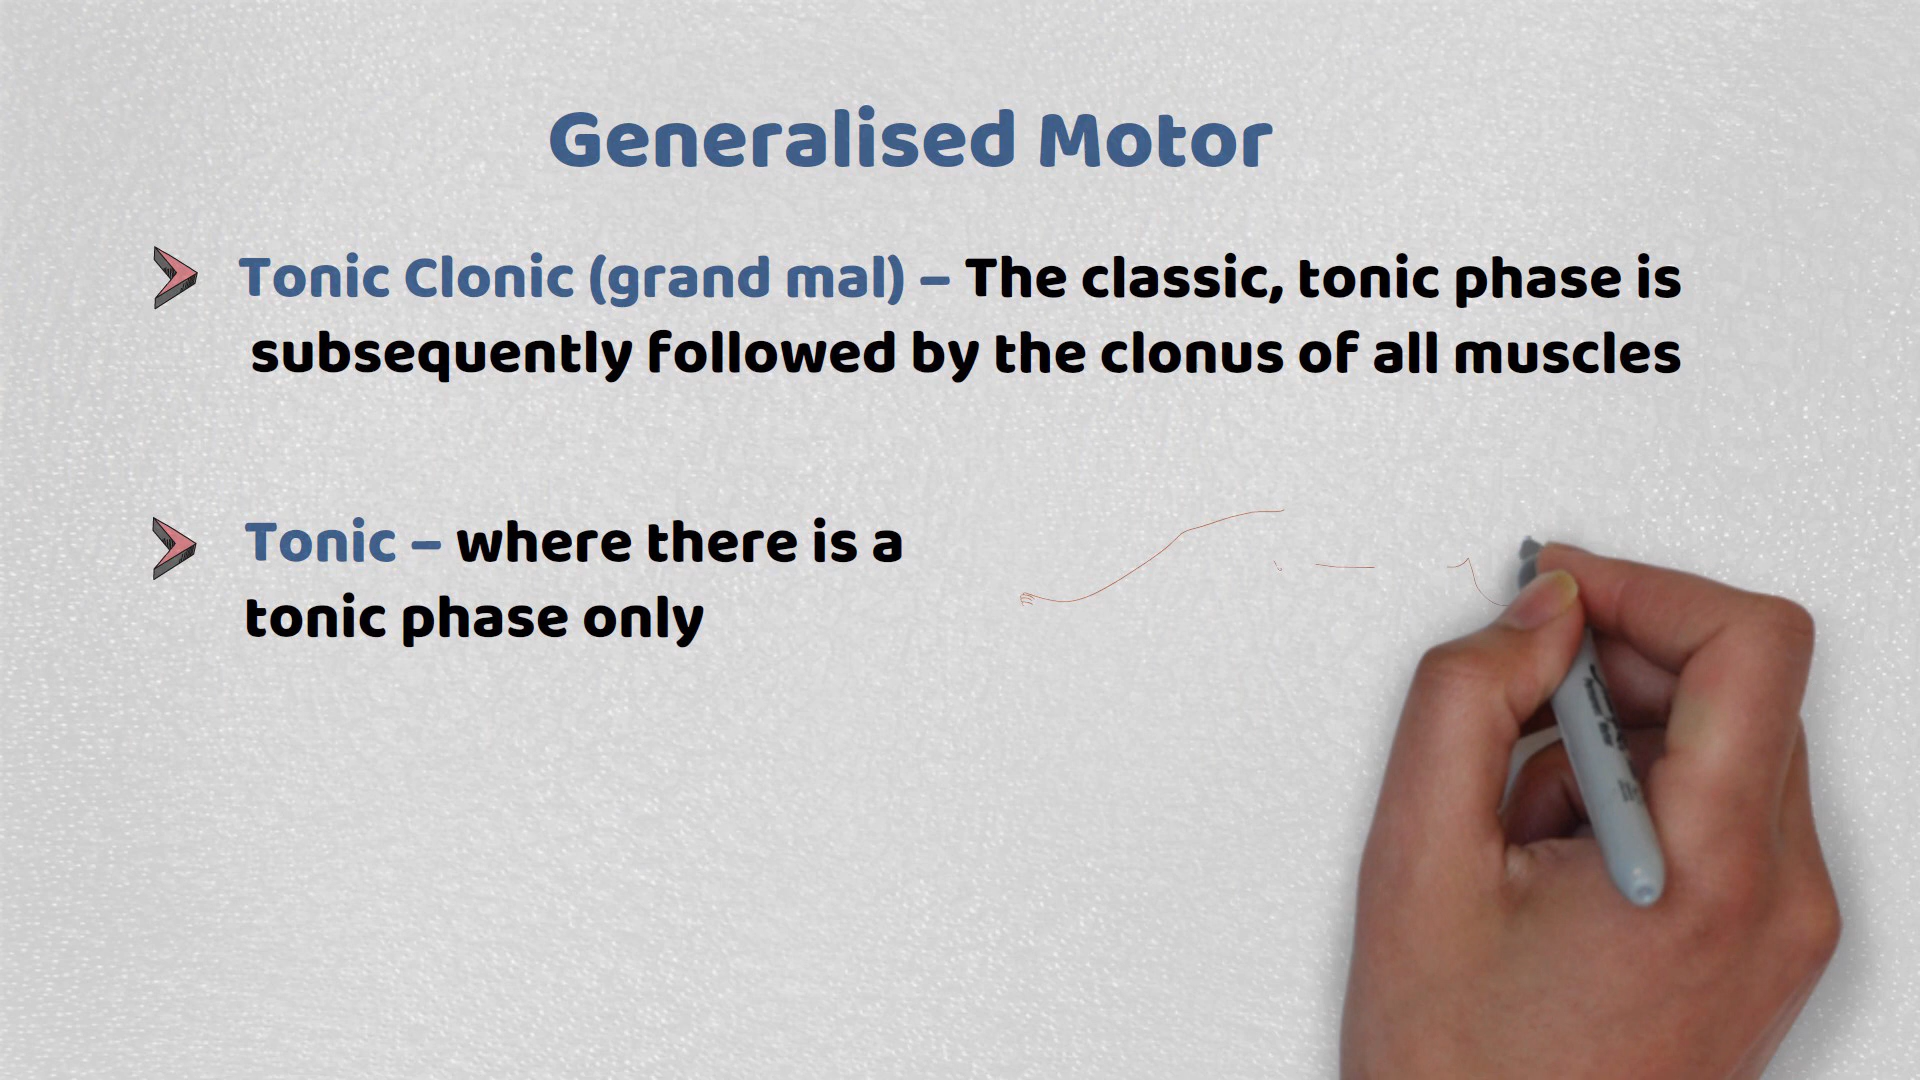 Generalised Motor
Tonic Clonic (grand mal) – The classic, tonic phase is
subsequently followed by the clonus of all muscles
Tonic – where there is a
tonic phase only